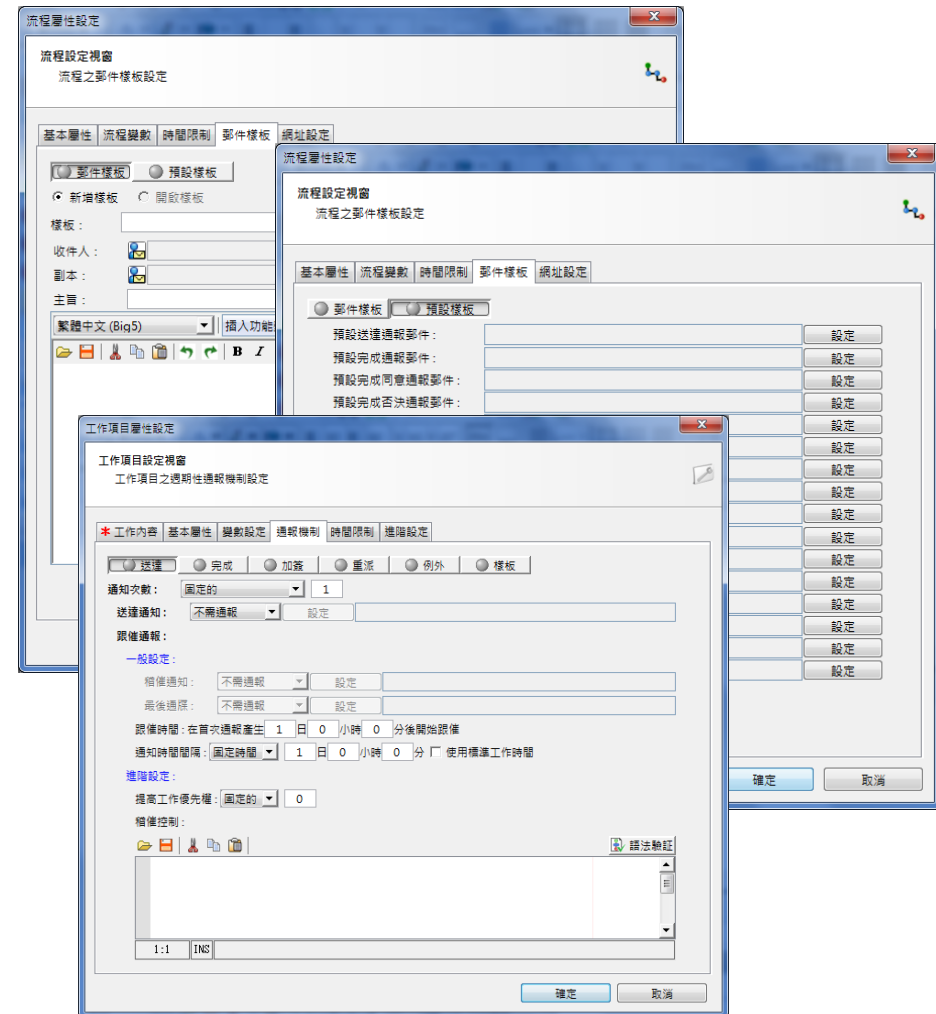 流程屬性設定
流程設定視窗
流程之郵件樣板設定
基本屬性 流程變數 時間限制 郵件樣板 網址設定
郵件樣板 預設樣板
新增樣板 開啟樣板
樣板：
收件人：
副本：
主旨：
繁體中文 (Big5) 插入功能
B I
流程屬性設定
流程設定視窗
流程之郵件樣板設定
基本屬性 流程變數 時間限制 郵件樣板 網址設定
郵件樣板 預設樣板
預設送達通報郵件： 設定
預設完成通報郵件： 設定
預設完成同意通報郵件： 設定
預設完成否決通報郵件： 設定
設定
設定
設定
設定
設定
設定
設定
設定
設定
設定
設定
設定
確定 取消
工作項目屬性設定
工作項目設定視窗
工作項目之週期性通報機制設定
* 工作內容 基本屬性 變數設定 通報機制 時間限制 進階設定
送達 完成 加簽 重派 例外 樣板
通知次數： 固定的 1
送達通知： 不需通報 設定
跟催通報：
一般設定：
稽催通知： 不需通報 設定
最後通牒： 不需通報 設定
跟催時間：在首次通報產生 1 日 0 小時 0 分後開始跟催
通知時間間隔： 固定時間 1 日 0 小時 0 分 使用標準工作時間
進階設定：
提高工作優先權： 固定的 0
稽催控制：
語法驗証
1:1 INS
確定 取消